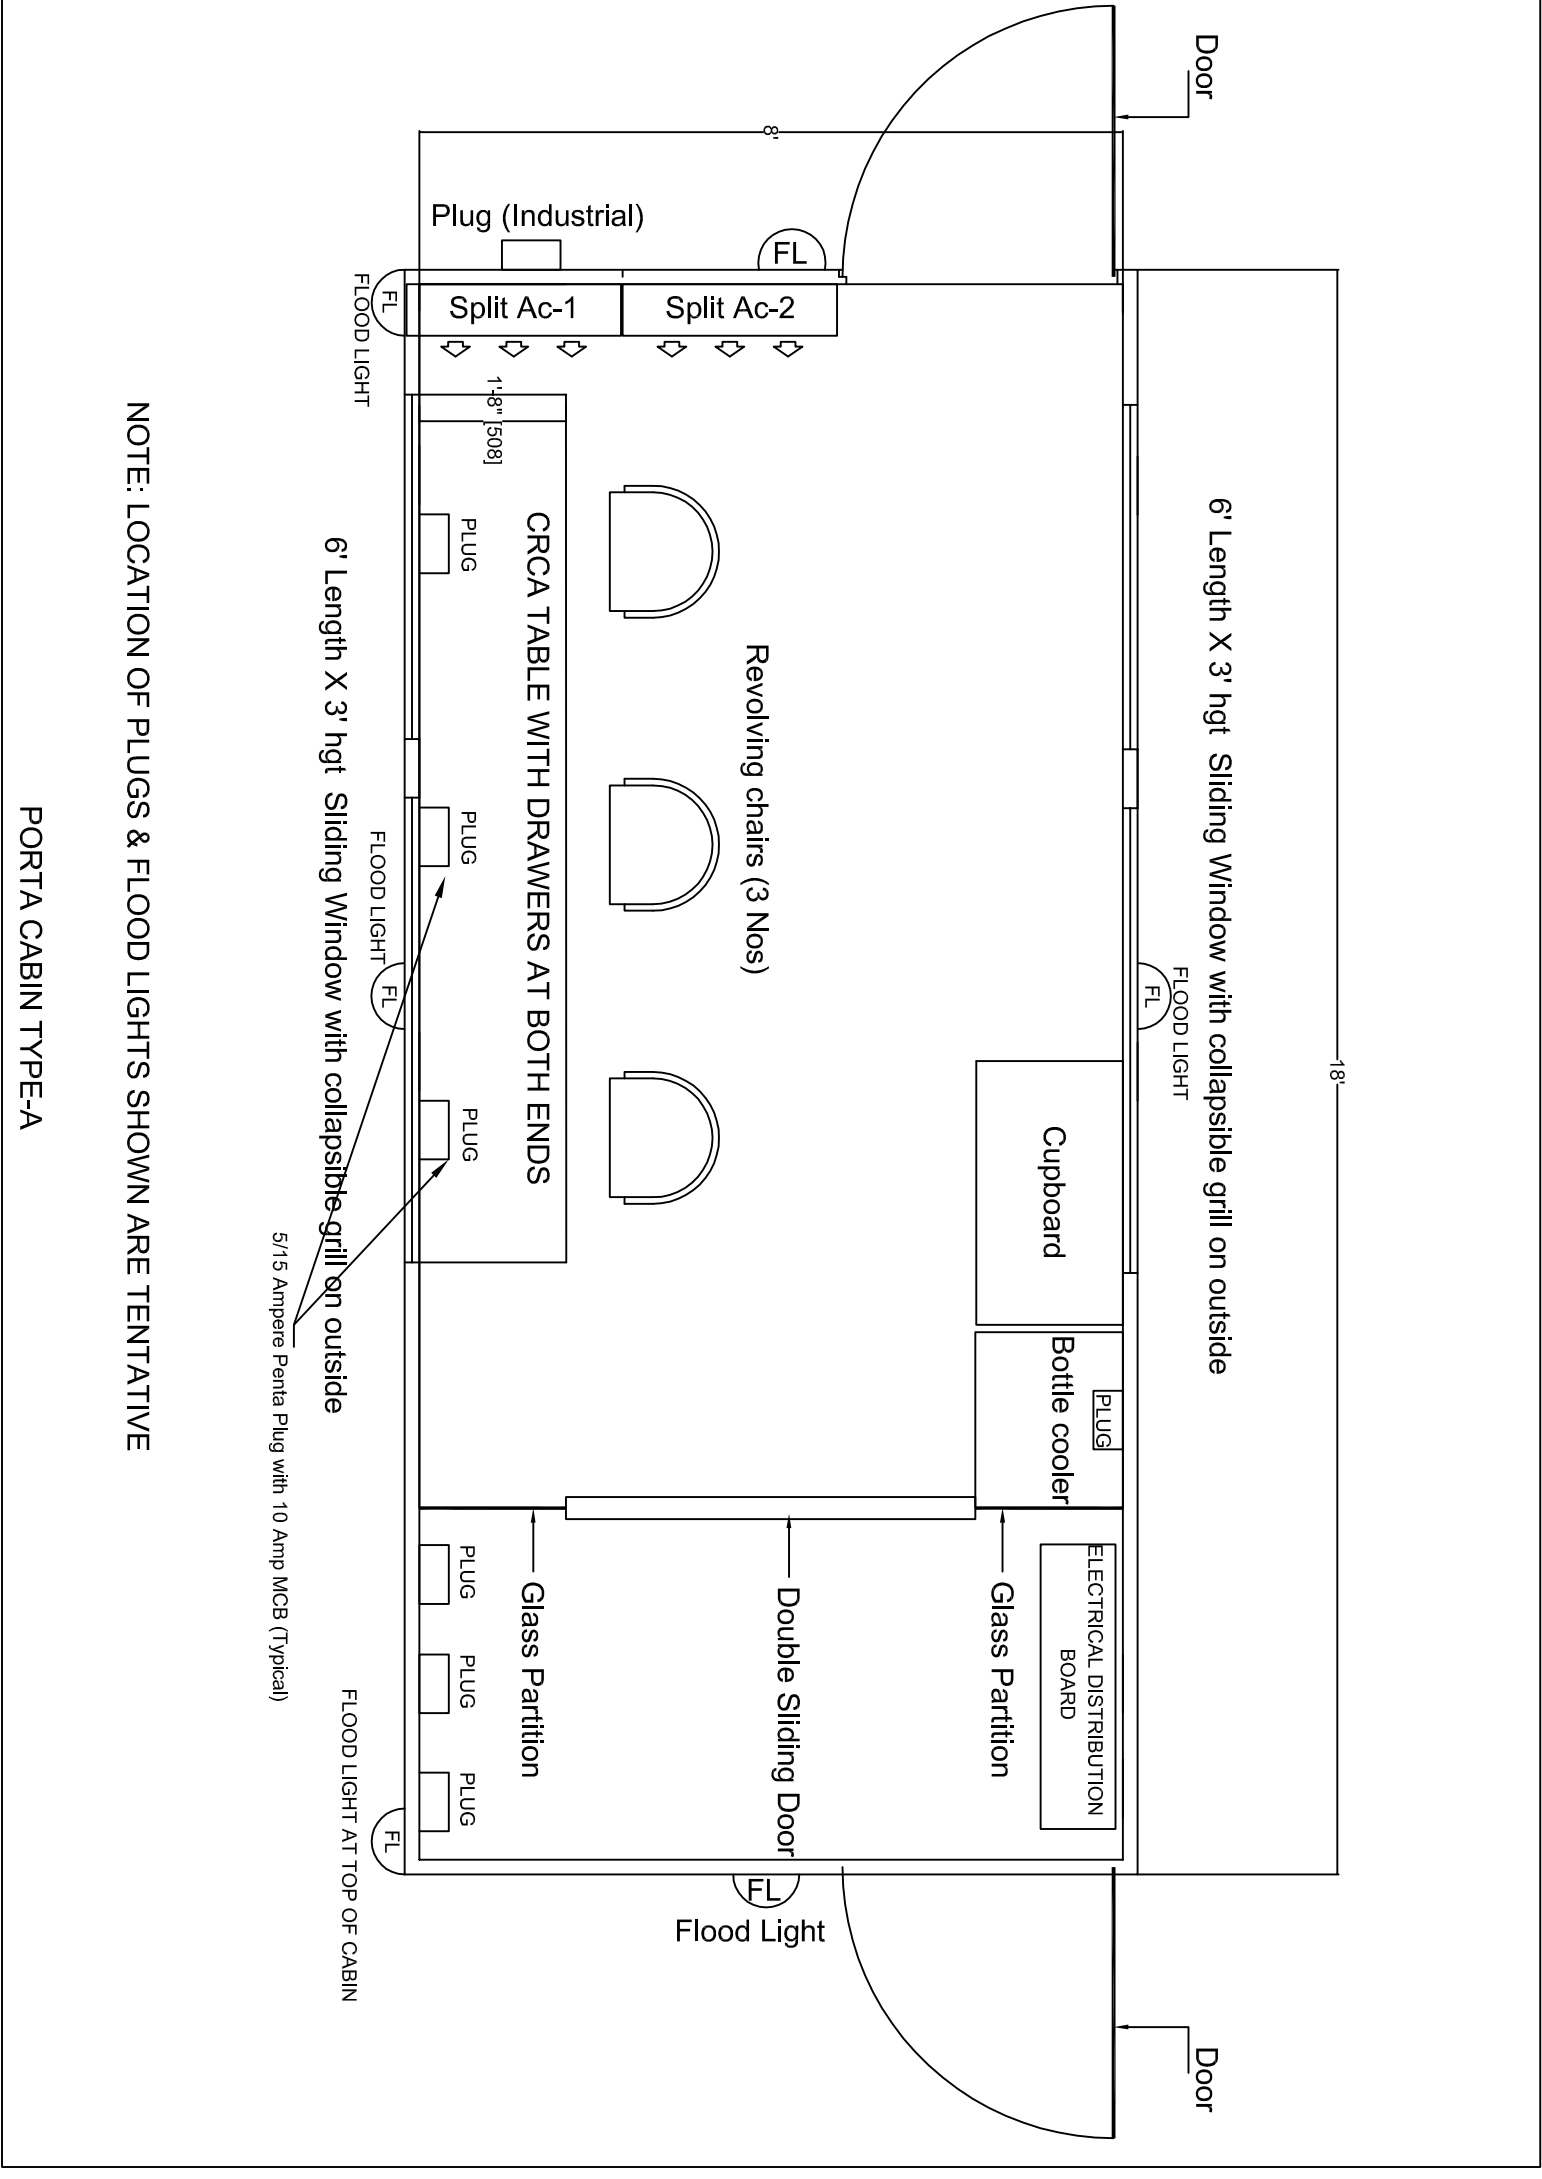 Door
8'
Plug (Industrial)
FL
FL
FLOOD LIGHT
Split Ac-1
Split Ac-2
1'-8" [508]
18'
6' Length X 3' hgt  Sliding Window with collapsible grill on outside
FLOOD LIGHT
FL
Revolving chairs (3 Nos)
CRCA TABLE WITH DRAWERS AT BOTH ENDS
PLUG
PLUG
PLUG
Cupboard
Bottle cooler
PLUG
FLOOD LIGHT
FL
6' Length X 3' hgt  Sliding Window with collapsible grill on outside
5/15 Ampere Penta Plug with 10 Amp MCB (Typical)
ELECTRICAL DISTRIBUTION
BOARD
Glass Partition
Double Sliding Door
Glass Partition
PLUG
PLUG
PLUG
FL
FLOOD LIGHT AT TOP OF CABIN
FL
Flood Light
Door
NOTE: LOCATION OF PLUGS & FLOOD LIGHTS SHOWN ARE TENTATIVE
PORTA CABIN TYPE-A